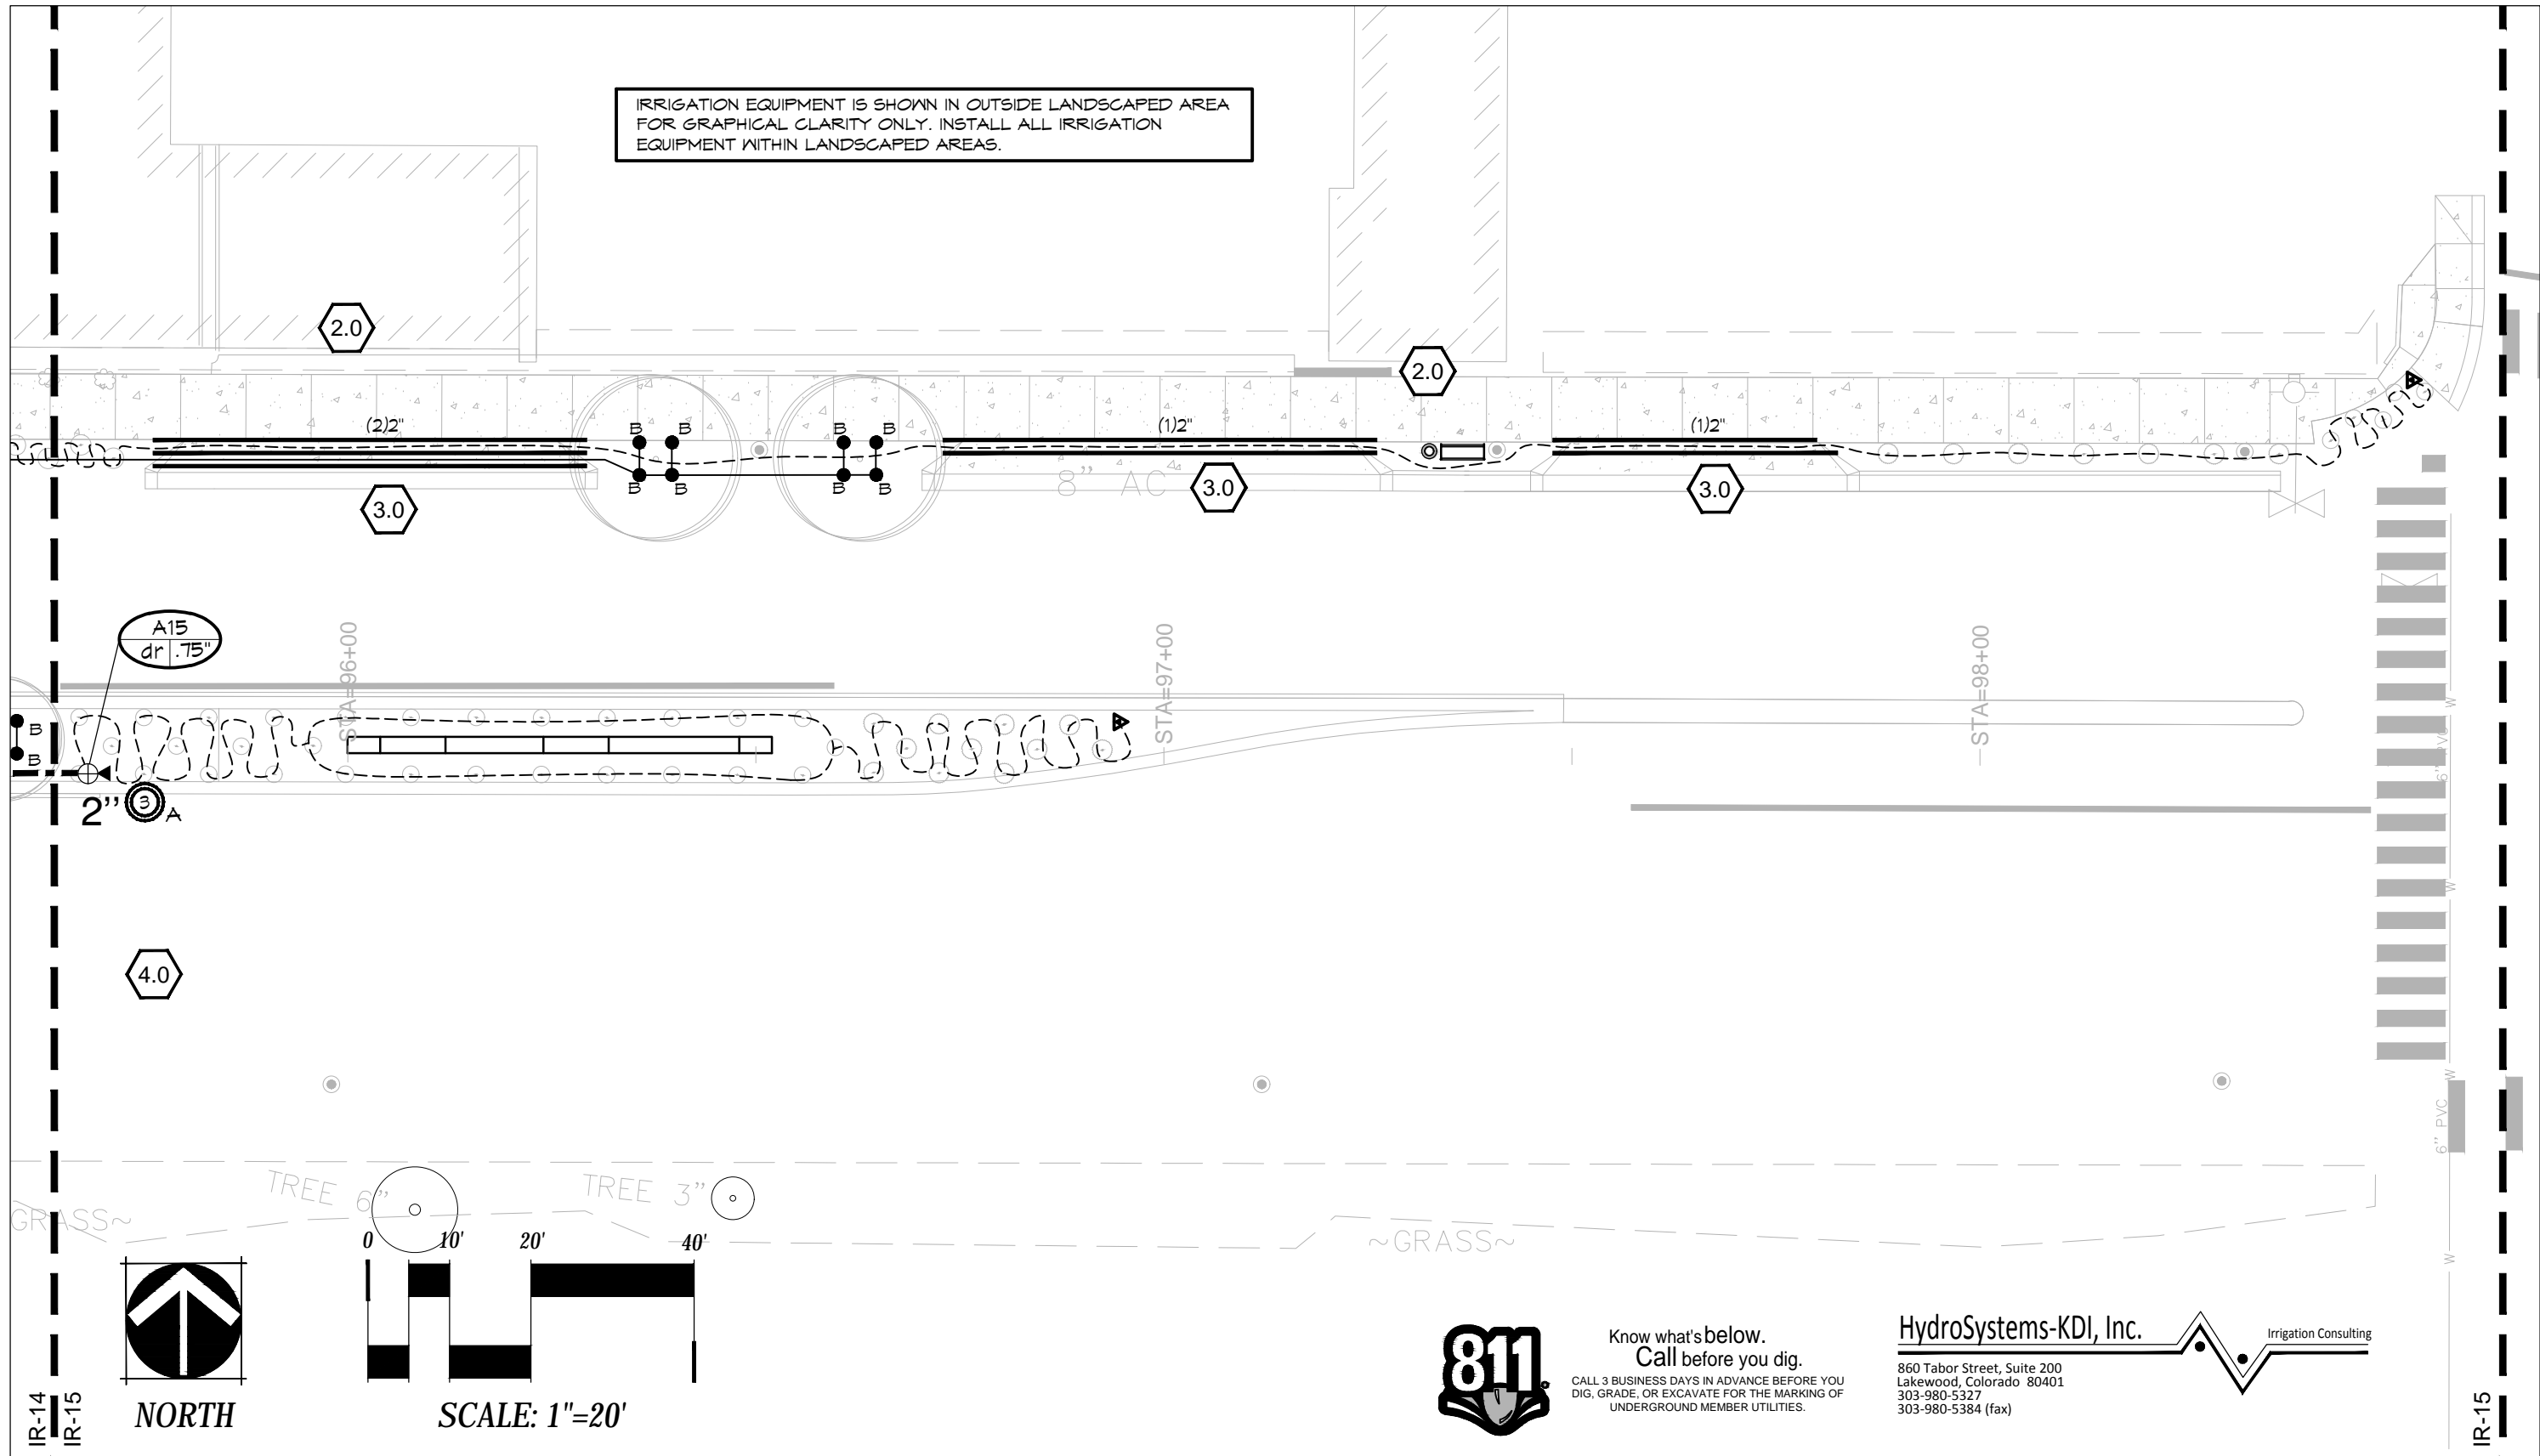 IRRIGATION EQUIPMENT IS SHOWN IN OUTSIDE LANDSCAPED AREA
FOR GRAPHICAL CLARITY ONLY. INSTALL ALL IRRIGATION
EQUIPMENT WITHIN LANDSCAPED AREAS.
2.0
2.0
(2)2"
(1)2"
(1)2"
B
B
B
B
B
B
B
B
8" AC
3.0
3.0
3.0
A15
dr .75"
STA=96+00
STA=97+00
STA=98+00
B
B
2"
3
A
W
6" PVC
W
4.0
W
6" PVC
W
TREE 6"
TREE 3"
GRASS~
~GRASS~
0 10' 20' 40'
NORTH
SCALE: 1"=20'
IR-14
IR-15
811
Know what's below.
Call before you dig.
CALL 3 BUSINESS DAYS IN ADVANCE BEFORE YOU
DIG, GRADE, OR EXCAVATE FOR THE MARKING OF
UNDERGROUND MEMBER UTILITIES.
HydroSystems-KDI, Inc.
Irrigation Consulting
860 Tabor Street, Suite 200
Lakewood, Colorado 80401
303-980-5327
303-980-5384 (fax)
IR-15